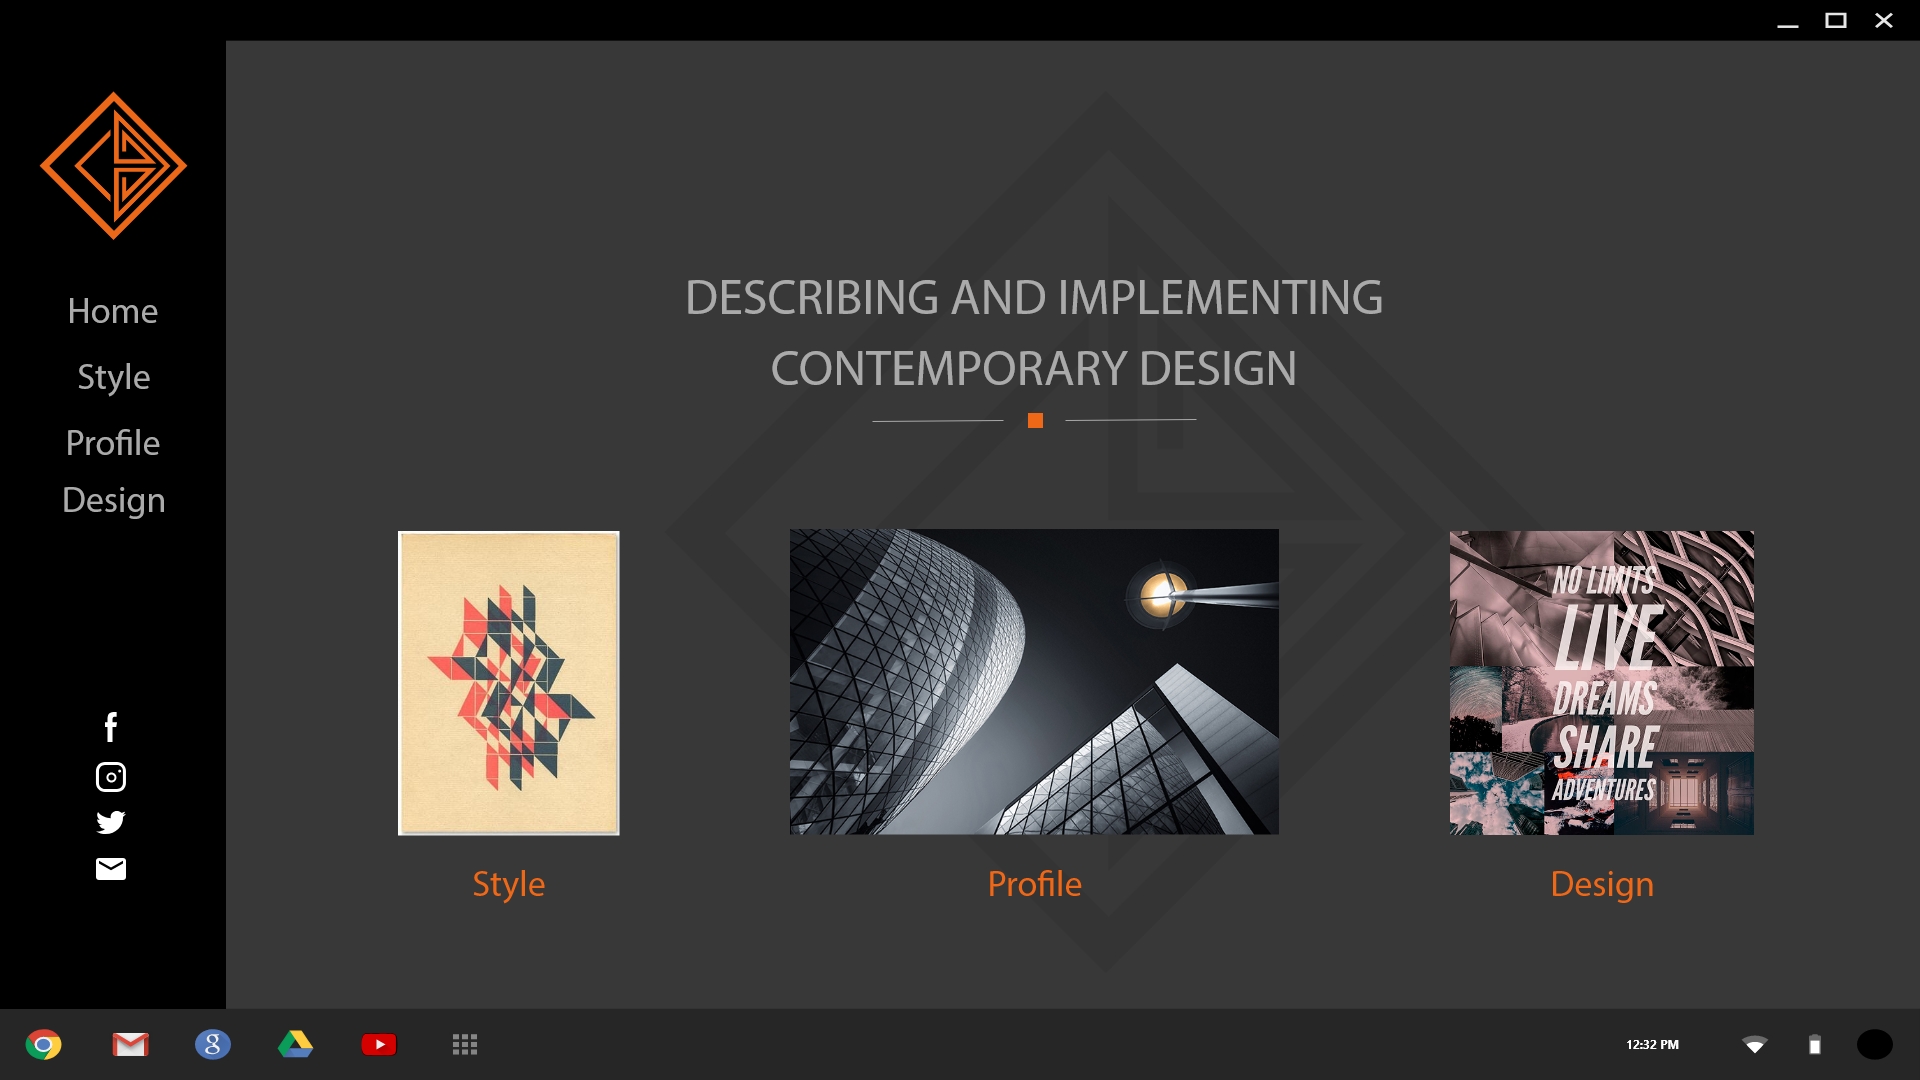 Home
Style
Profile
Design
DESCRIBING AND IMPLEMENTING
CONTEMPORARY DESIGN
NO LIMITS
LIVE
DREAMS
SHARE
ADVENTURES
Style
Profile
Design
12:32 PM